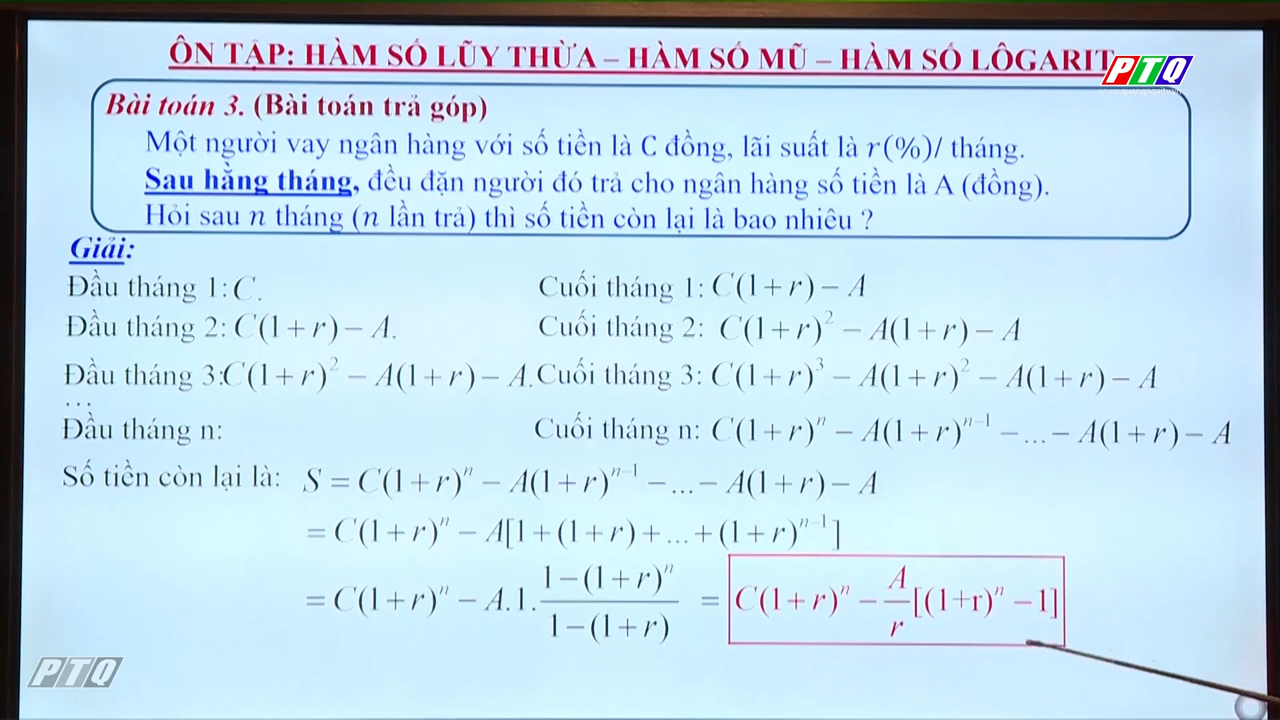 ÔN TẬP: HÀM SỐ LŨY THỪA – HÀM SỐ MŨ – HÀM SỐ LÔGARIT
PTQ
Bài toán 3. (Bài toán trả góp)
Một người vay ngân hàng với số tiền là C đồng, lãi suất là r(%)/ tháng.
Sau hằng tháng, đều đặn người đó trả cho ngân hàng số tiền là A (đồng).
Hỏi sau n tháng (n lần trả) thì số tiền còn lại là bao nhiêu ?
Giải:
Đầu tháng 1: C. Cuối tháng 1: C(1+r) − A
Đầu tháng 2: C(1+r) − A. Cuối tháng 2: C(1+r)² − A(1+r) − A
Đầu tháng 3:C(1+r)² − A(1+r) − A. Cuối tháng 3: C(1+r)³ − A(1+r)² − A(1+r) − A
...
Đầu tháng n: Cuối tháng n: C(1+r)ⁿ − A(1+r)ⁿ⁻¹ − ... − A(1+r) − A
Số tiền còn lại là: S = C(1+r)ⁿ − A(1+r)ⁿ⁻¹ − ... − A(1+r) − A
= C(1+r)ⁿ − A[1+(1+r)+...+(1+r)ⁿ⁻¹]
= C(1+r)ⁿ − A.1.(1−(1+r)ⁿ)/(1−(1+r)) = C(1+r)ⁿ − A/r[(1+r)ⁿ −1]
PTQ